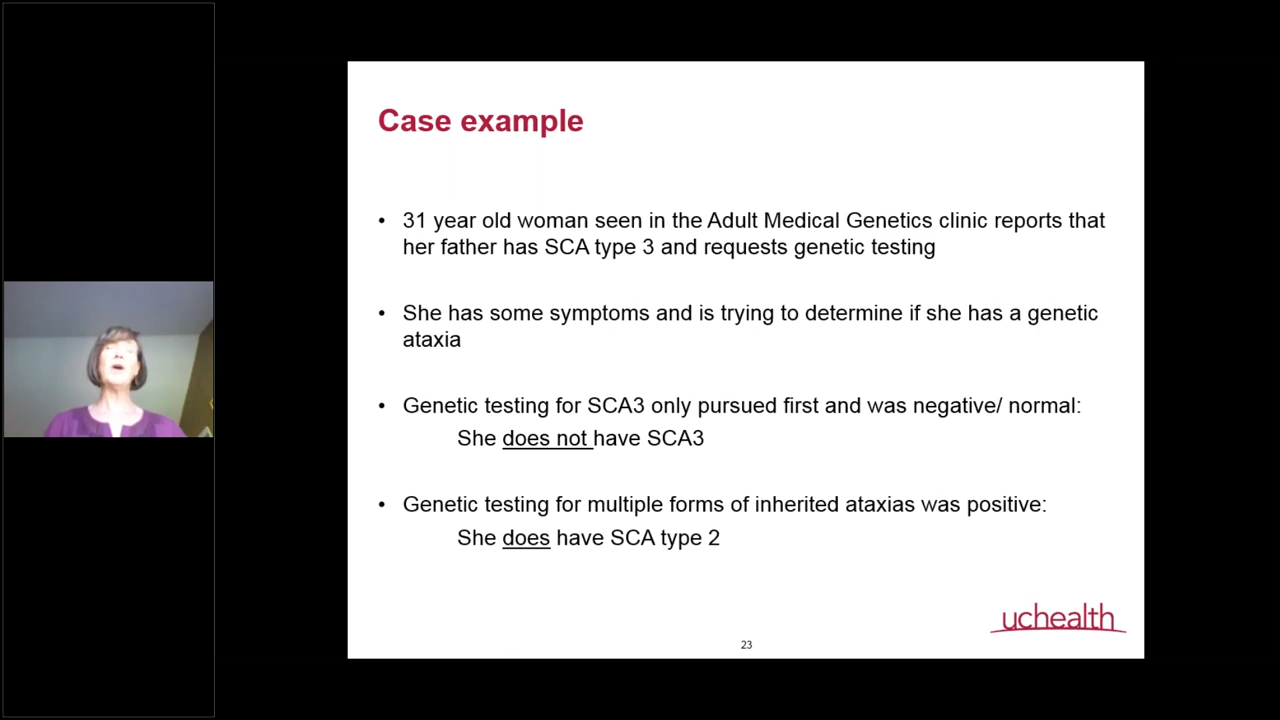 Case example
• 31 year old woman seen in the Adult Medical Genetics clinic reports that
her father has SCA type 3 and requests genetic testing
• She has some symptoms and is trying to determine if she has a genetic
ataxia
• Genetic testing for SCA3 only pursued first and was negative/ normal:
She does not have SCA3
• Genetic testing for multiple forms of inherited ataxias was positive:
She does have SCA type 2
uchealth
23